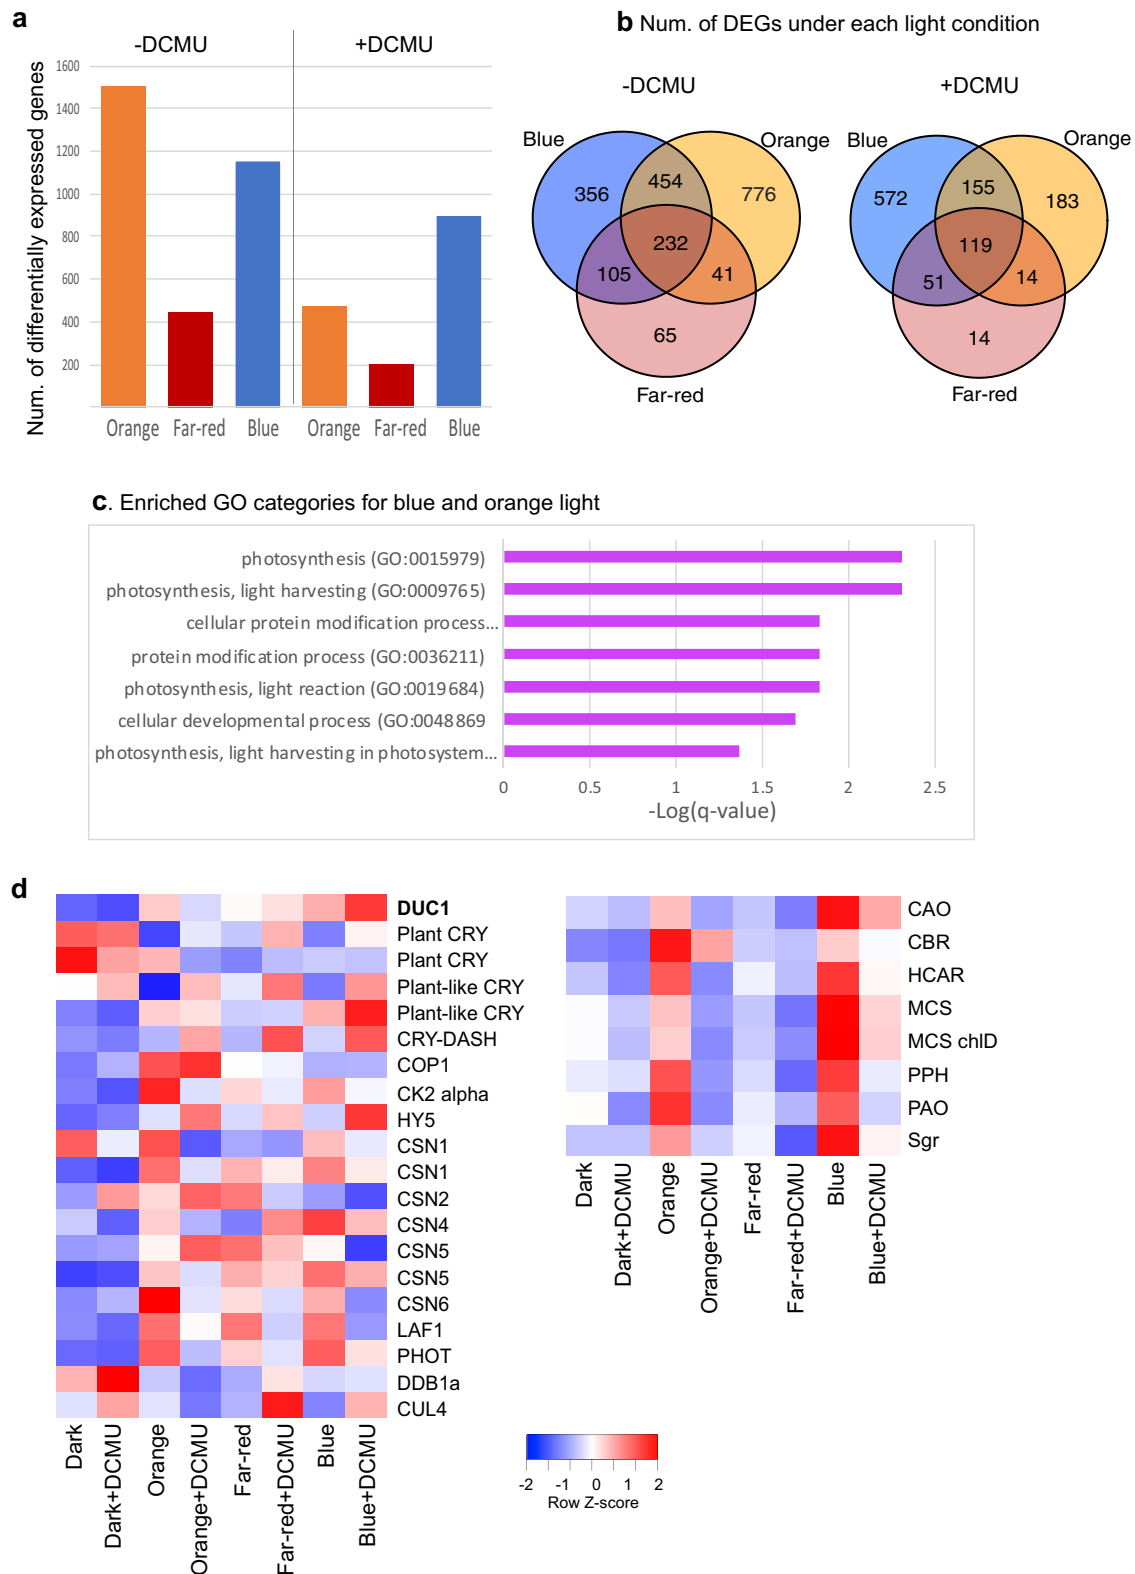 a
-DCMU
+DCMU
Num. of differentially expressed genes
1600
1400
1200
1000
800
600
400
200
Orange Far-red Blue Orange Far-red Blue
b Num. of DEGs under each light condition
-DCMU
+DCMU
Blue
Orange
356
454
776
232
105
41
65
Far-red
Blue
Orange
572
155
183
119
51
14
14
Far-red
c. Enriched GO categories for blue and orange light
photosynthesis (GO:0015979)
photosynthesis, light harvesting (GO:0009765)
cellular protein modification process...
protein modification process (GO:0036211)
photosynthesis, light reaction (GO:0019684)
cellular developmental process (GO:0048869
photosynthesis, light harvesting in photosystem...
0 0.5 1 1.5 2 2.5
-Log(q-value)
d
DUC1
Plant CRY
Plant CRY
Plant-like CRY
Plant-like CRY
CRY-DASH
COP1
CK2 alpha
HY5
CSN1
CSN1
CSN2
CSN4
CSN5
CSN5
CSN6
LAF1
PHOT
DDB1a
CUL4
Dark
Dark+DCMU
Orange
Orange+DCMU
Far-red
Far-red+DCMU
Blue
Blue+DCMU
CAO
CBR
HCAR
MCS
MCS chlD
PPH
PAO
Sgr
Dark
Dark+DCMU
Orange
Orange+DCMU
Far-red
Far-red+DCMU
Blue
Blue+DCMU
-2 -1 0 1 2
Row Z-score